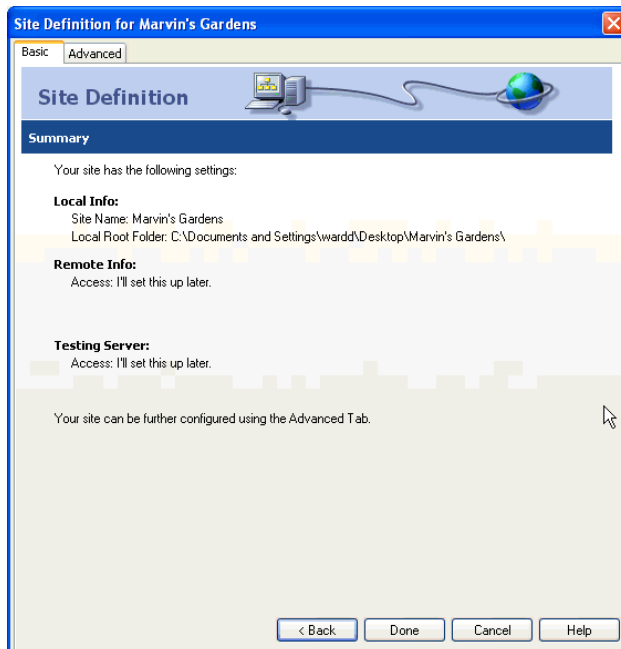 Site Definition for Marvin's Gardens
Basic
Advanced
Site Definition
Summary
Your site has the following settings:
Local Info:
Site Name: Marvin's Gardens
Local Root Folder: C:\Documents and Settings\wardd\Desktop\Marvin's Gardens\
Remote Info:
Access: I'll set this up later.
Testing Server:
Access: I'll set this up later.
Your site can be further configured using the Advanced Tab.
< Back
Done
Cancel
Help